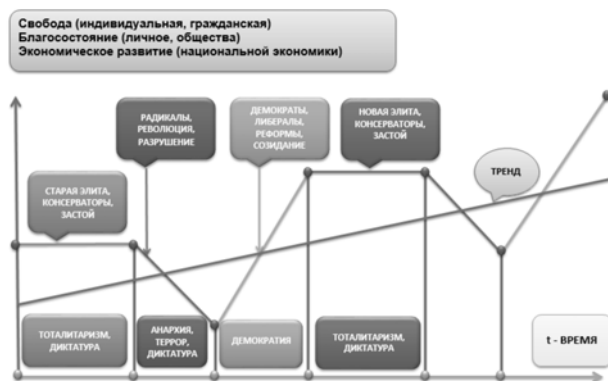 Свобода (индивидуальная, гражданская)
Благосостояние (личное, общества)
Экономическое развитие (национальной экономики)
РАДИКАЛЫ,
РЕВОЛЮЦИЯ,
РАЗРУШЕНИЕ
ДЕМОКРАТЫ,
ЛИБЕРАЛЫ,
РЕФОРМЫ,
СОЗИДАНИЕ
НОВАЯ ЭЛИТА,
КОНСЕРВАТОРЫ,
ЗАСТОЙ
ТРЕНД
СТАРАЯ ЭЛИТА,
КОНСЕРВАТОРЫ,
ЗАСТОЙ
ТОТАЛИТАРИЗМ,
ДИКТАТУРА
АНАРХИЯ,
ТЕРРОР,
ДИКТАТУРА
ДЕМОКРАТИЯ
ТОТАЛИТАРИЗМ,
ДИКТАТУРА
t - ВРЕМЯ